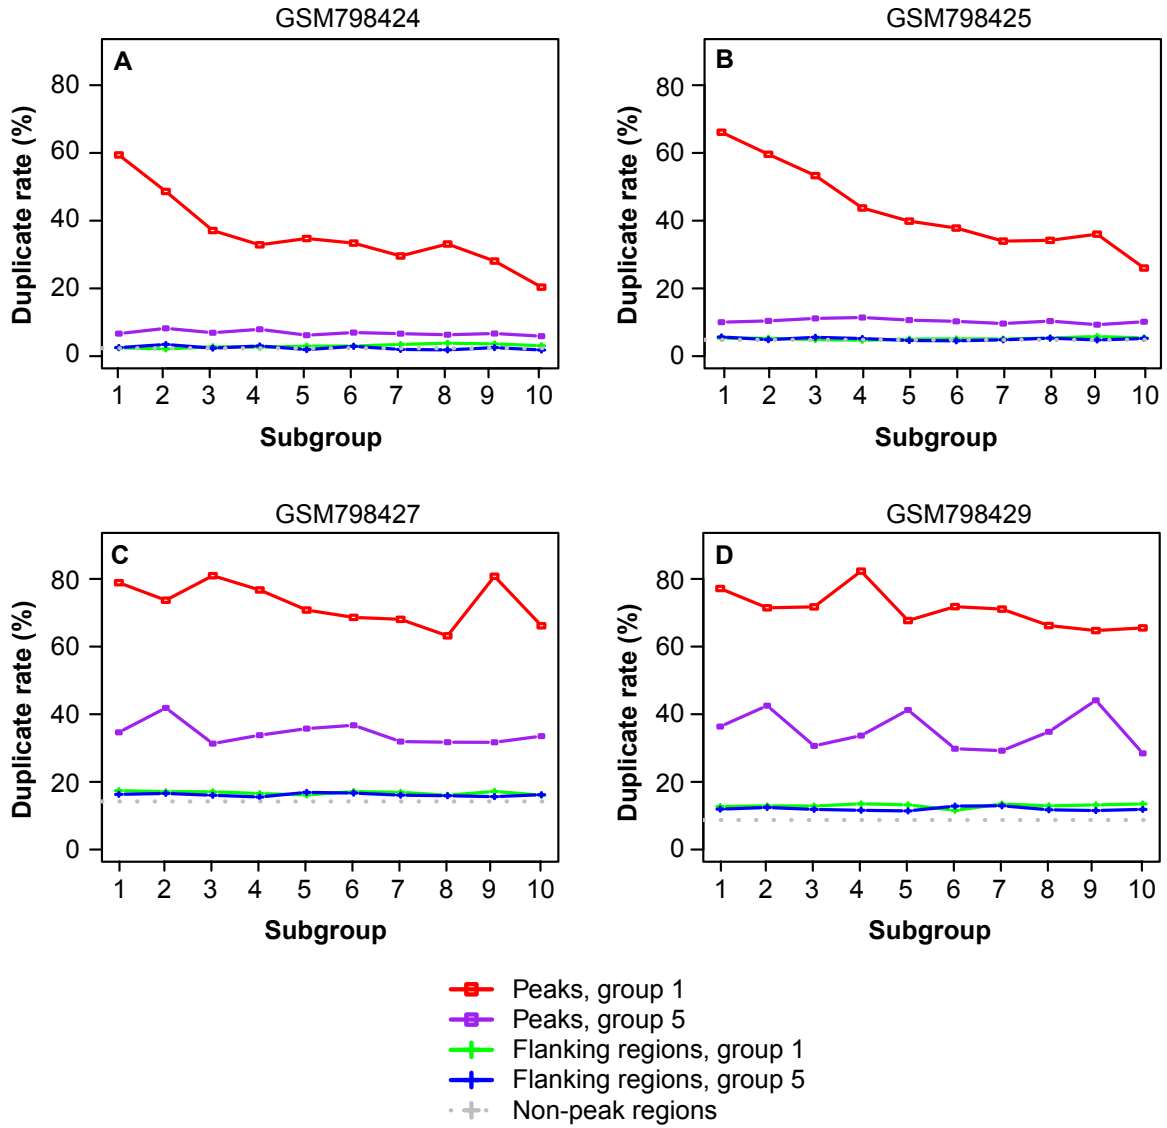 GSM798424
A
Duplicate rate (%)
80
60
40
20
0
1 2 3 4 5 6 7 8 9 10
Subgroup
GSM798425
B
Duplicate rate (%)
80
60
40
20
0
1 2 3 4 5 6 7 8 9 10
Subgroup
GSM798427
C
Duplicate rate (%)
80
60
40
20
0
1 2 3 4 5 6 7 8 9 10
Subgroup
GSM798429
D
Duplicate rate (%)
80
60
40
20
0
1 2 3 4 5 6 7 8 9 10
Subgroup
Peaks, group 1
Peaks, group 5
Flanking regions, group 1
Flanking regions, group 5
Non-peak regions